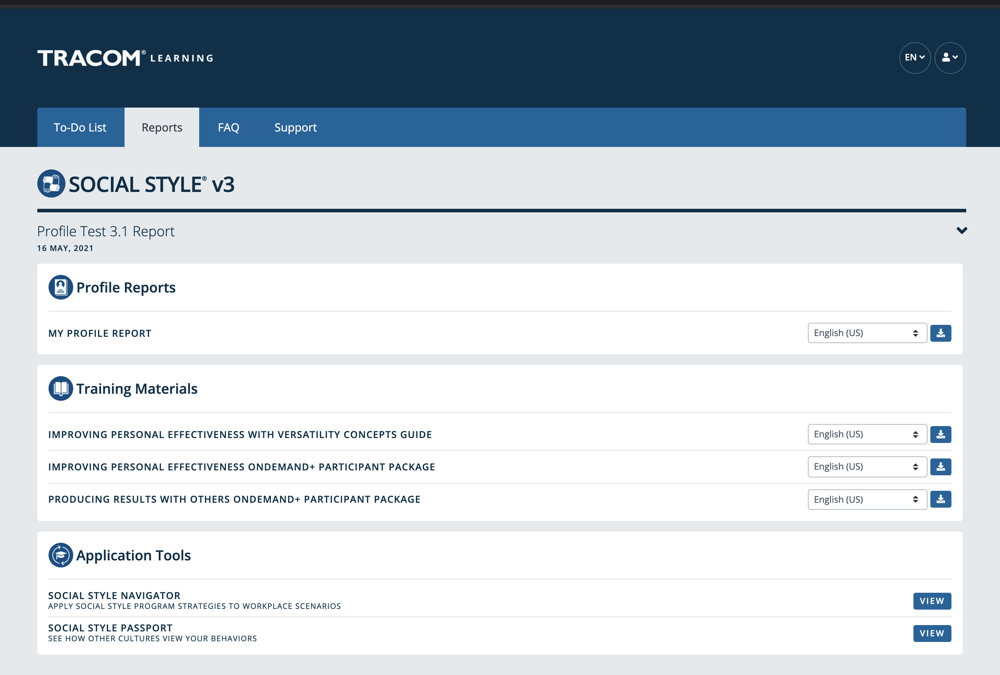 TRACOM® LEARNING
EN
To-Do List
Reports
FAQ
Support
SOCIAL STYLE® v3
Profile Test 3.1 Report
16 MAY, 2021
Profile Reports
MY PROFILE REPORT
English (US)
Training Materials
IMPROVING PERSONAL EFFECTIVENESS WITH VERSATILITY CONCEPTS GUIDE
English (US)
IMPROVING PERSONAL EFFECTIVENESS ONDEMAND+ PARTICIPANT PACKAGE
English (US)
PRODUCING RESULTS WITH OTHERS ONDEMAND+ PARTICIPANT PACKAGE
English (US)
Application Tools
SOCIAL STYLE NAVIGATOR
APPLY SOCIAL STYLE PROGRAM STRATEGIES TO WORKPLACE SCENARIOS
VIEW
SOCIAL STYLE PASSPORT
SEE HOW OTHER CULTURES VIEW YOUR BEHAVIORS
VIEW